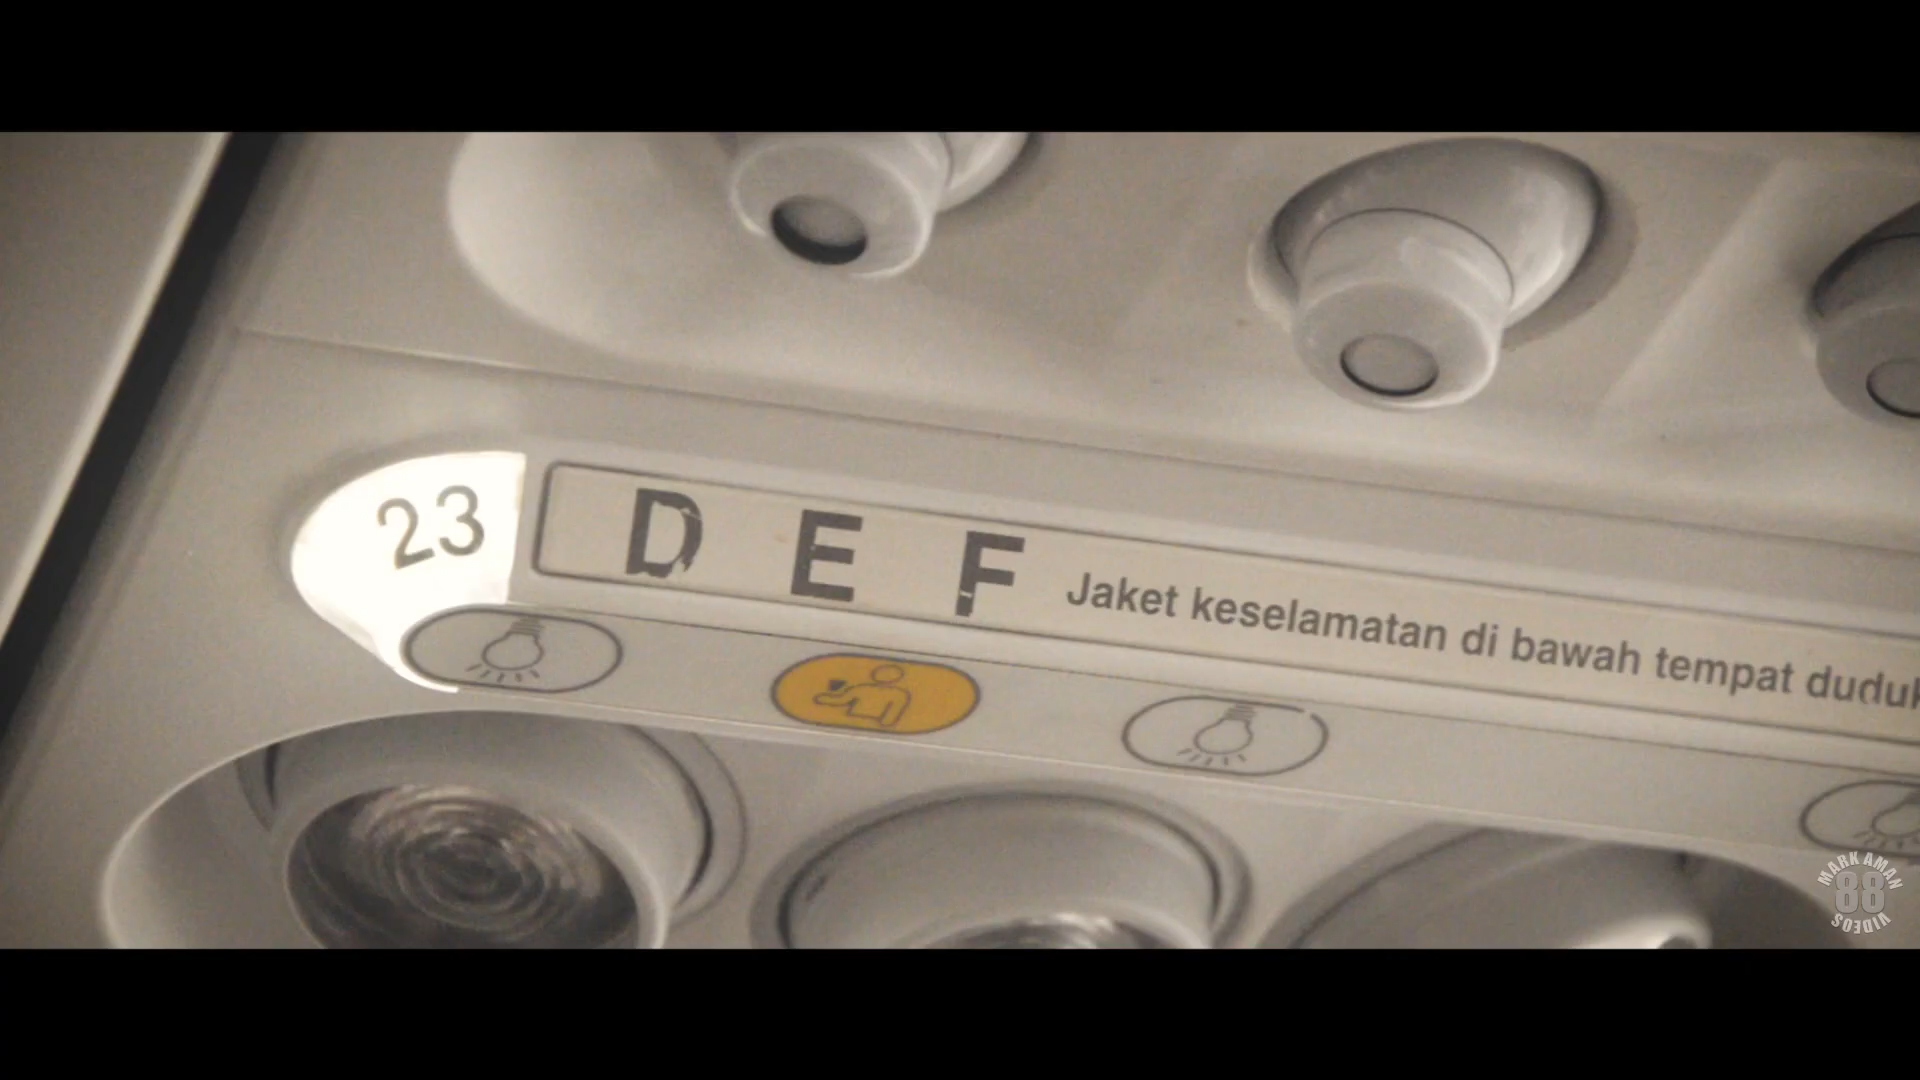 23
D E F Jaket keselamatan di bawah tempat duduk
MARK AMAN
88
VIDEOS